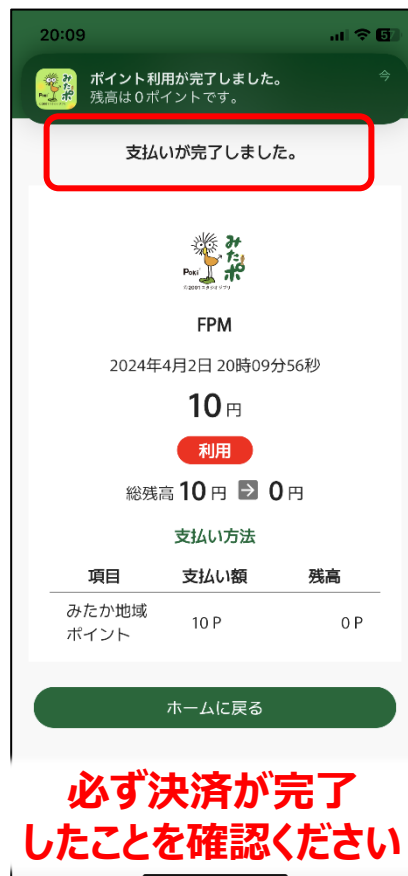 20:09
57
ポイント利用が完了しました。
今
残高は０ポイントです。
支払いが完了しました。
みたポ
Poki
FPM
2024年4月2日 20時09分56秒
10 円
利用
総残高 10 円 → 0 円
支払い方法
項目 支払い額 残高
みたか地域
ポイント
10 P 0 P
ホームに戻る
必ず決済が完了
したことを確認ください